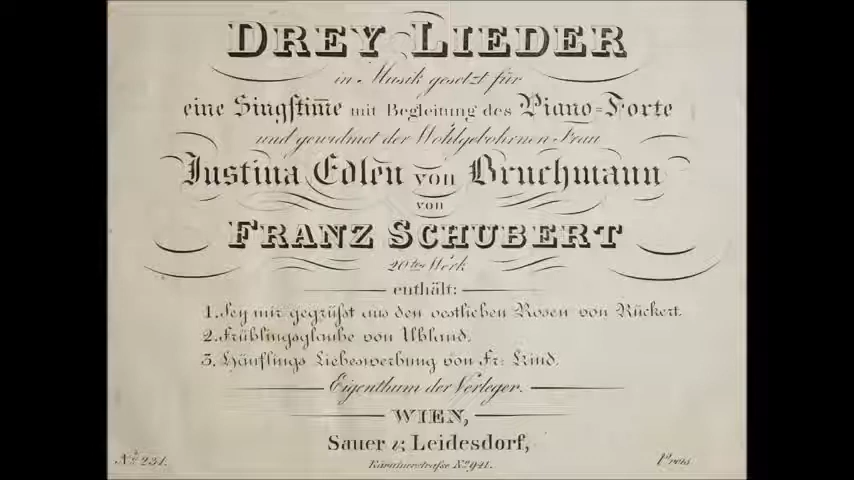 DREY LIEDER
in Musik gesetzt für
eine Singstim̅e mit Begleitung des Piano=Forte
und gewidmet der Wohlgebohrnen Frau
Justina Edlen von Bruchmann
von
FRANZ SCHUBERT
20tes Werk
enthält:
1. Sey mir gegrüßt aus den oestlichen Rosen von Rückert.
2. Frühlingsglaube von Uhland.
3. Hänflings Liebeswerbung von Fr: Kind.
Eigenthum der Verleger.
WIEN,
Sauer & Leidesdorf,
No 231. Kärntnerstrasse No 941. Preis